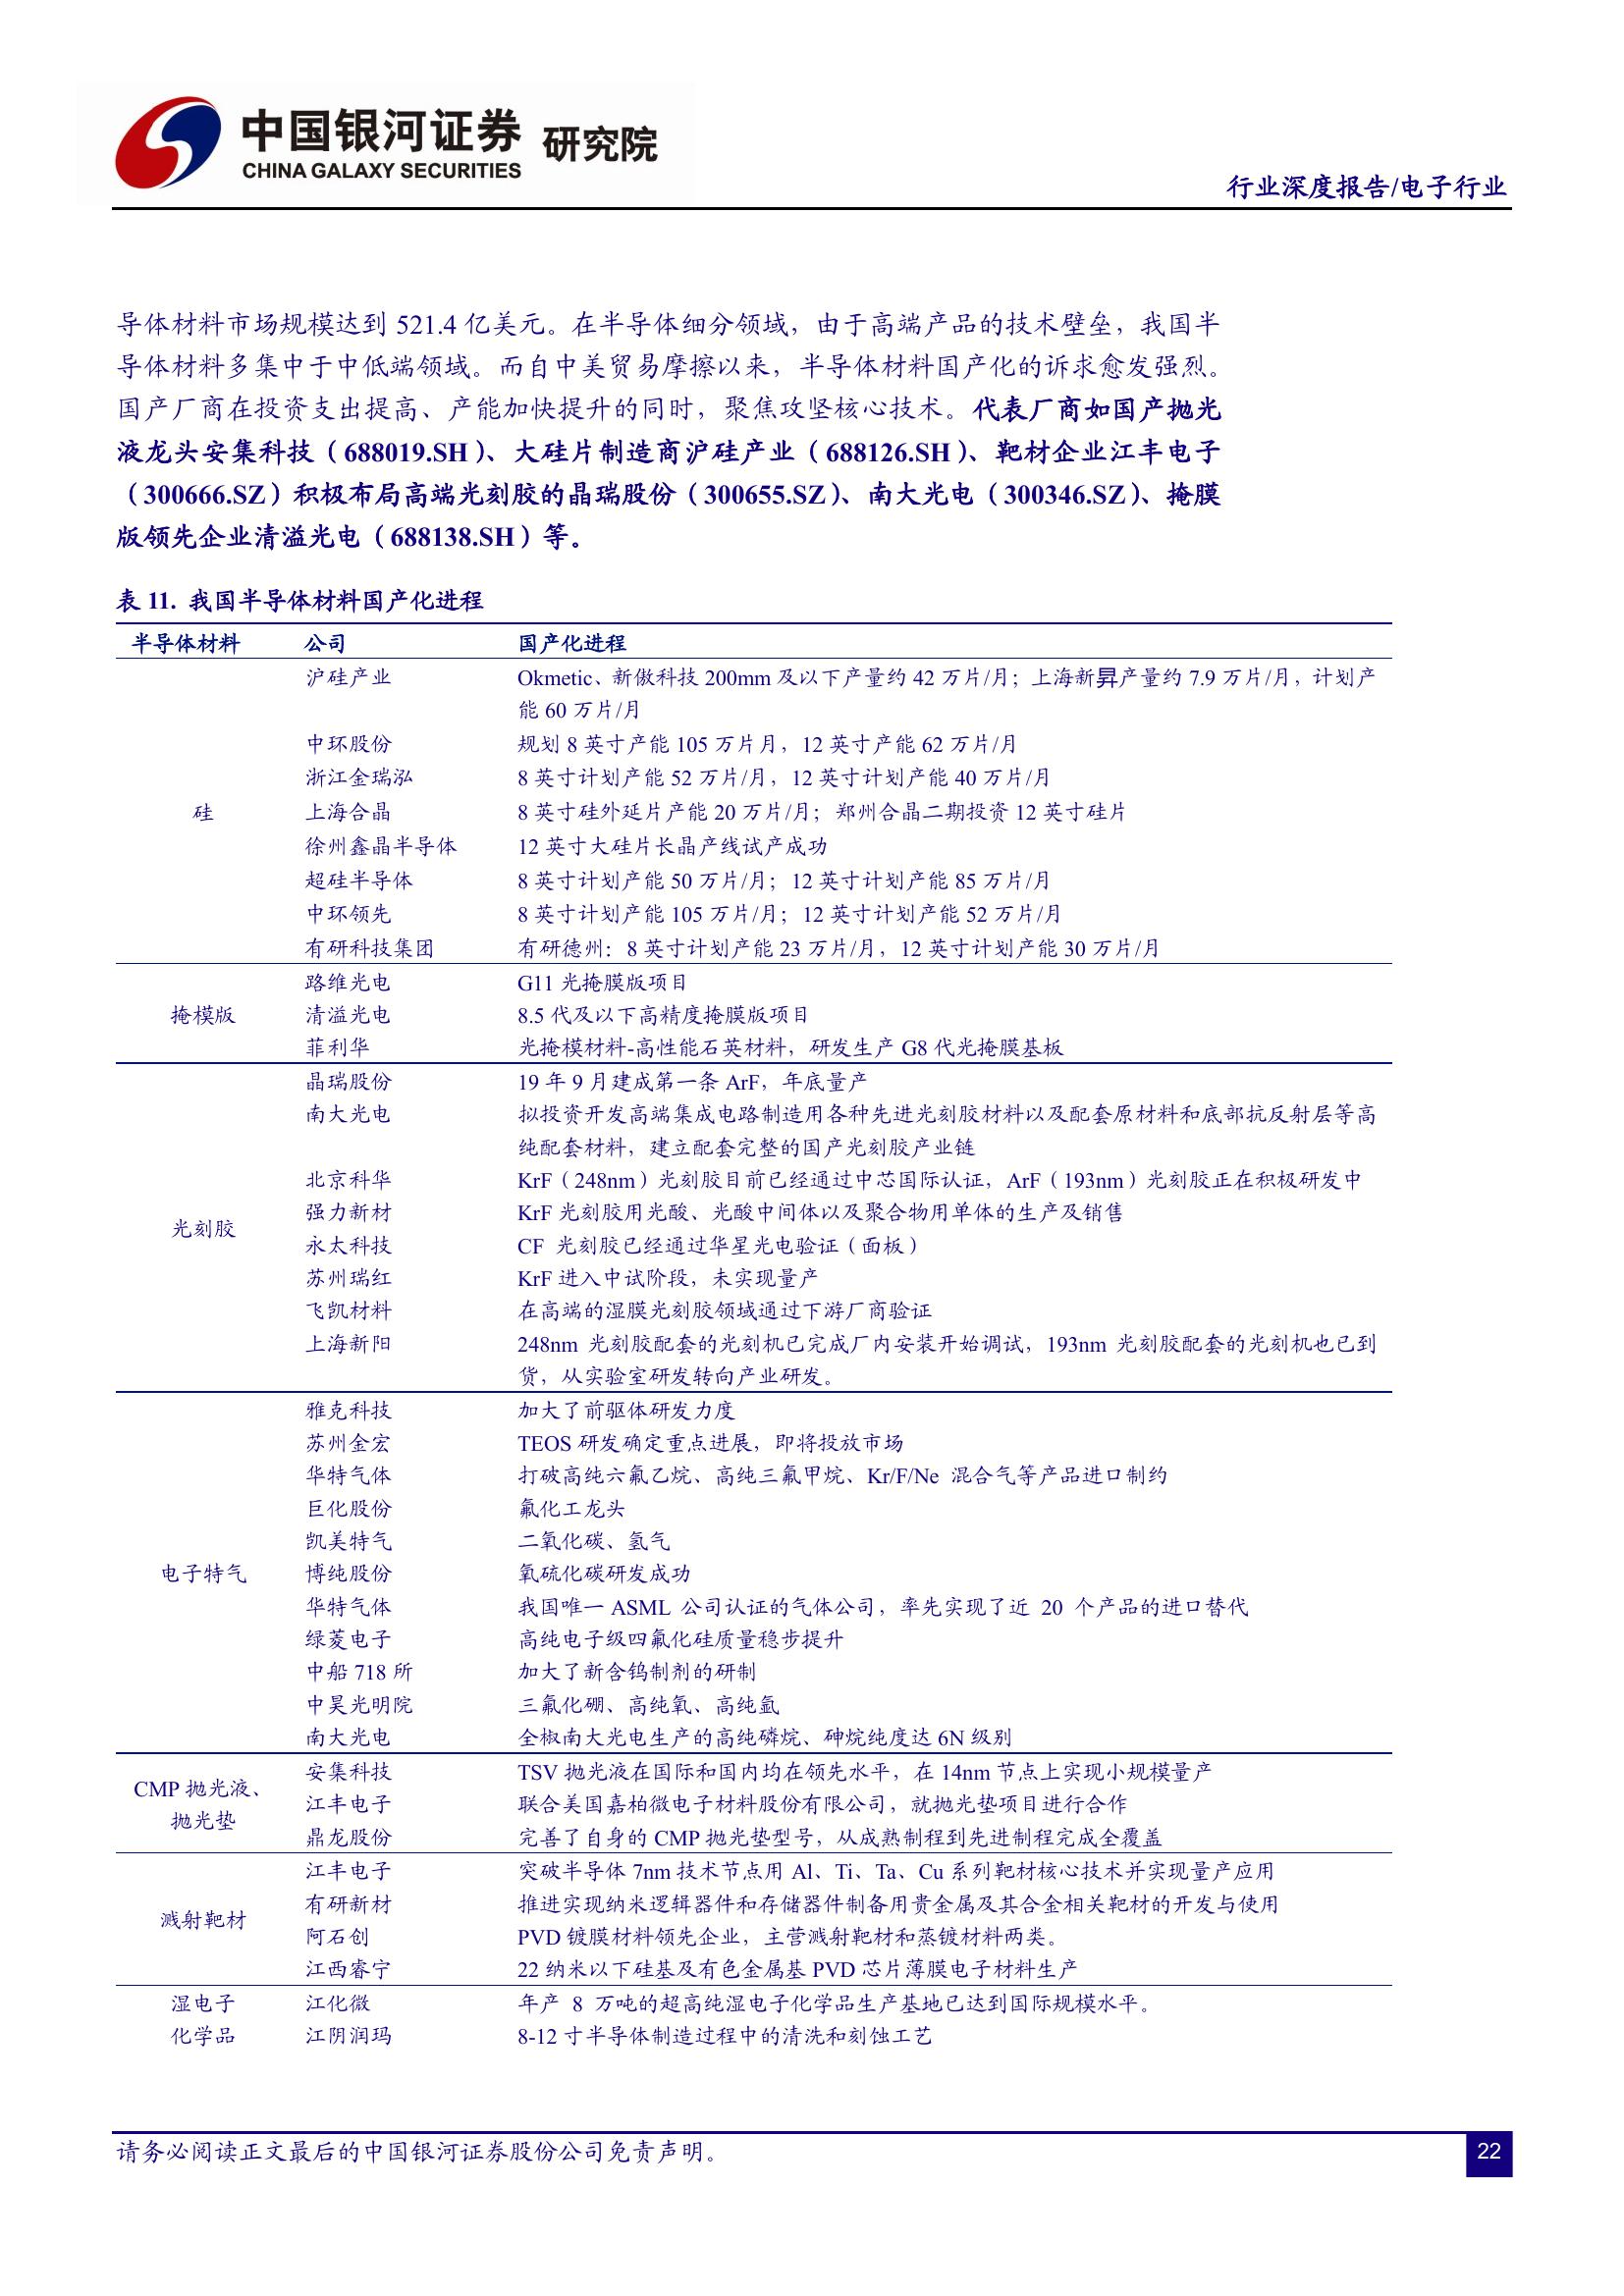 中国银河证券 研究院
CHINA GALAXY SECURITIES
行业深度报告/电子行业
导体材料市场规模达到 521.4 亿美元。在半导体细分领域，由于高端产品的技术壁垒，我国半
导体材料多集中于中低端领域。而自中美贸易摩擦以来，半导体材料国产化的诉求愈发强烈。
国产厂商在投资支出提高、产能加快提升的同时，聚焦攻坚核心技术。代表厂商如国产抛光
液龙头安集科技（688019.SH）、大硅片制造商沪硅产业（688126.SH）、靶材企业江丰电子
（300666.SZ）积极布局高端光刻胶的晶瑞股份（300655.SZ）、南大光电（300346.SZ）、掩膜
版领先企业清溢光电（688138.SH）等。
表 11. 我国半导体材料国产化进程
半导体材料 公司 国产化进程
沪硅产业 Okmetic、新傲科技 200mm 及以下产量约 42 万片/月；上海新昇产量约 7.9 万片/月，计划产
能 60 万片/月
中环股份 规划 8 英寸产能 105 万片月，12 英寸产能 62 万片/月
浙江金瑞泓 8 英寸计划产能 52 万片/月，12 英寸计划产能 40 万片/月
硅 上海合晶 8 英寸硅外延片产能 20 万片/月；郑州合晶二期投资 12 英寸硅片
徐州鑫晶半导体 12 英寸大硅片长晶产线试产成功
超硅半导体 8 英寸计划产能 50 万片/月；12 英寸计划产能 85 万片/月
中环领先 8 英寸计划产能 105 万片/月；12 英寸计划产能 52 万片/月
有研科技集团 有研德州：8 英寸计划产能 23 万片/月，12 英寸计划产能 30 万片/月
路维光电 G11 光掩膜版项目
掩模版 清溢光电 8.5 代及以下高精度掩膜版项目
菲利华 光掩模材料-高性能石英材料，研发生产 G8 代光掩膜基板
晶瑞股份 19 年 9 月建成第一条 ArF，年底量产
南大光电 拟投资开发高端集成电路制造用各种先进光刻胶材料以及配套原材料和底部抗反射层等高
纯配套材料，建立配套完整的国产光刻胶产业链
北京科华 KrF（248nm）光刻胶目前已经通过中芯国际认证，ArF（193nm）光刻胶正在积极研发中
光刻胶 强力新材 KrF 光刻胶用光酸、光酸中间体以及聚合物用单体的生产及销售
永太科技 CF 光刻胶已经通过华星光电验证（面板）
苏州瑞红 KrF 进入中试阶段，未实现量产
飞凯材料 在高端的湿膜光刻胶领域通过下游厂商验证
上海新阳 248nm 光刻胶配套的光刻机已完成厂内安装开始调试，193nm 光刻胶配套的光刻机也已到
货，从实验室研发转向产业研发。
雅克科技 加大了前驱体研发力度
苏州金宏 TEOS 研发确定重点进展，即将投放市场
华特气体 打破高纯六氟乙烷、高纯三氟甲烷、Kr/F/Ne 混合气等产品进口制约
巨化股份 氟化工龙头
凯美特气 二氧化碳、氢气
电子特气 博纯股份 氧硫化碳研发成功
华特气体 我国唯一 ASML 公司认证的气体公司，率先实现了近 20 个产品的进口替代
绿菱电子 高纯电子级四氟化硅质量稳步提升
中船 718 所 加大了新含钨制剂的研制
中昊光明院 三氟化硼、高纯氧、高纯氩
南大光电 全椒南大光电生产的高纯磷烷、砷烷纯度达 6N 级别
CMP 抛光液、 安集科技 TSV 抛光液在国际和国内均在领先水平，在 14nm 节点上实现小规模量产
抛光垫 江丰电子 联合美国嘉柏微电子材料股份有限公司，就抛光垫项目进行合作
鼎龙股份 完善了自身的 CMP 抛光垫型号，从成熟制程到先进制程完成全覆盖
江丰电子 突破半导体 7nm 技术节点用 Al、Ti、Ta、Cu 系列靶材核心技术并实现量产应用
溅射靶材 有研新材 推进实现纳米逻辑器件和存储器件制备用贵金属及其合金相关靶材的开发与使用
阿石创 PVD 镀膜材料领先企业，主营溅射靶材和蒸镀材料两类。
江西睿宁 22 纳米以下硅基及有色金属基 PVD 芯片薄膜电子材料生产
湿电子 江化微 年产 8 万吨的超高纯湿电子化学品生产基地已达到国际规模水平。
化学品 江阴润玛 8-12 寸半导体制造过程中的清洗和刻蚀工艺
请务必阅读正文最后的中国银河证券股份公司免责声明。
22